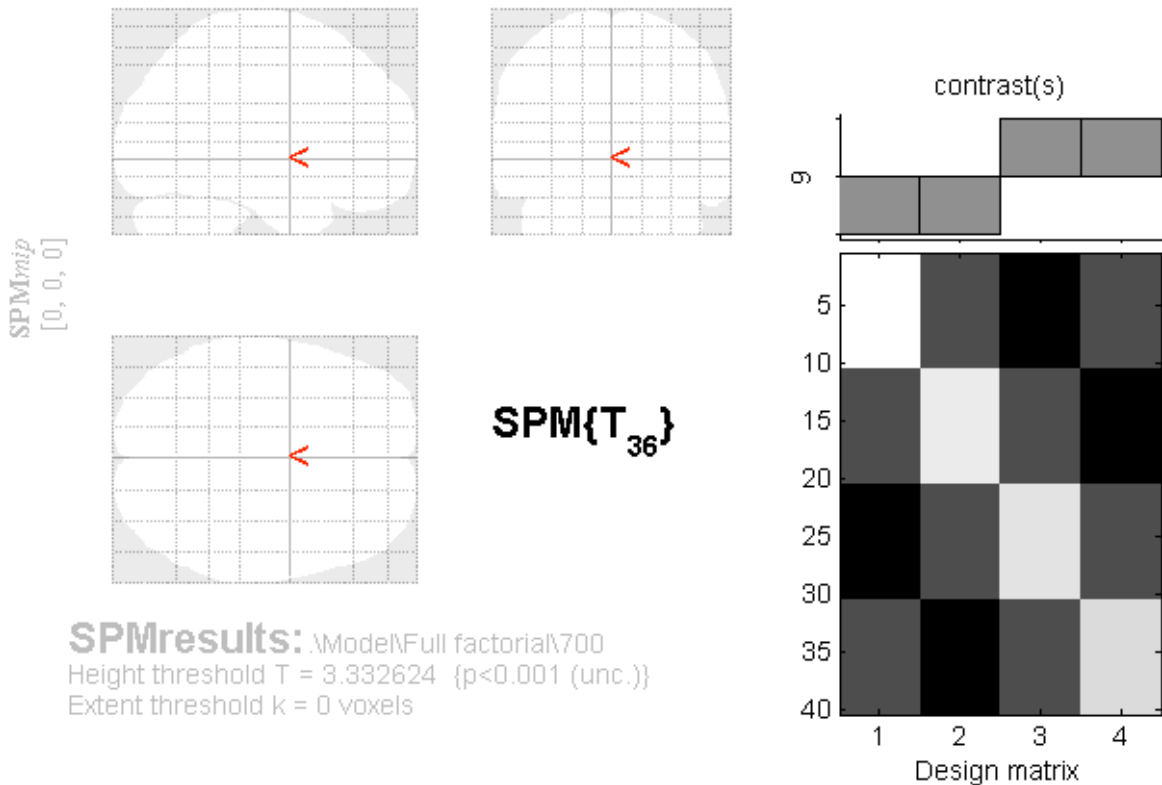 contrast(s)
9
SPMmip
[0, 0, 0]
5
10
15
20
25
30
35
40
SPM{T36}
SPMresults: .\Model\Full factorial\700
Height threshold T = 3.332624 {p<0.001 (unc.)}
Extent threshold k = 0 voxels
1 2 3 4
Design matrix